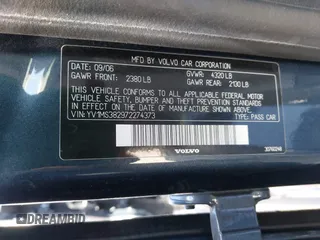 MFD BY VOLVO CAR CORPORATION
DATE: 09/06 GVWR: 4320 LB
GAWR FRONT: 2380 LB GAWR REAR: 2130 LB
THIS VEHICLE CONFORMS TO ALL APPLICABLE FEDERAL MOTOR
VEHICLE SAFETY, BUMPER AND THEFT PREVENTION STANDARDS
IN EFFECT ON THE DATE OF MANUFACTURE SHOWN ABOVE.
VIN: YV1MS382972274373 TYPE: PASS CAR
VOLVO
DREAMBID